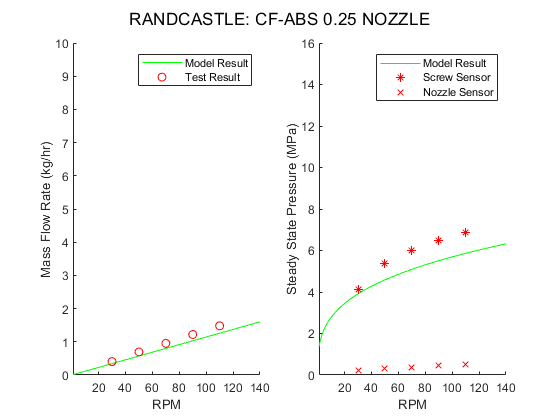 RANDCASTLE: CF-ABS 0.25 NOZZLE
Mass Flow Rate (kg/hr)
10
9
8
7
6
5
4
3
2
1
0
20 40 60 80 100 120 140
RPM
Model Result
Test Result
Steady State Pressure (MPa)
16
14
12
10
8
6
4
2
0
20 40 60 80 100 120 140
RPM
Model Result
Screw Sensor
Nozzle Sensor